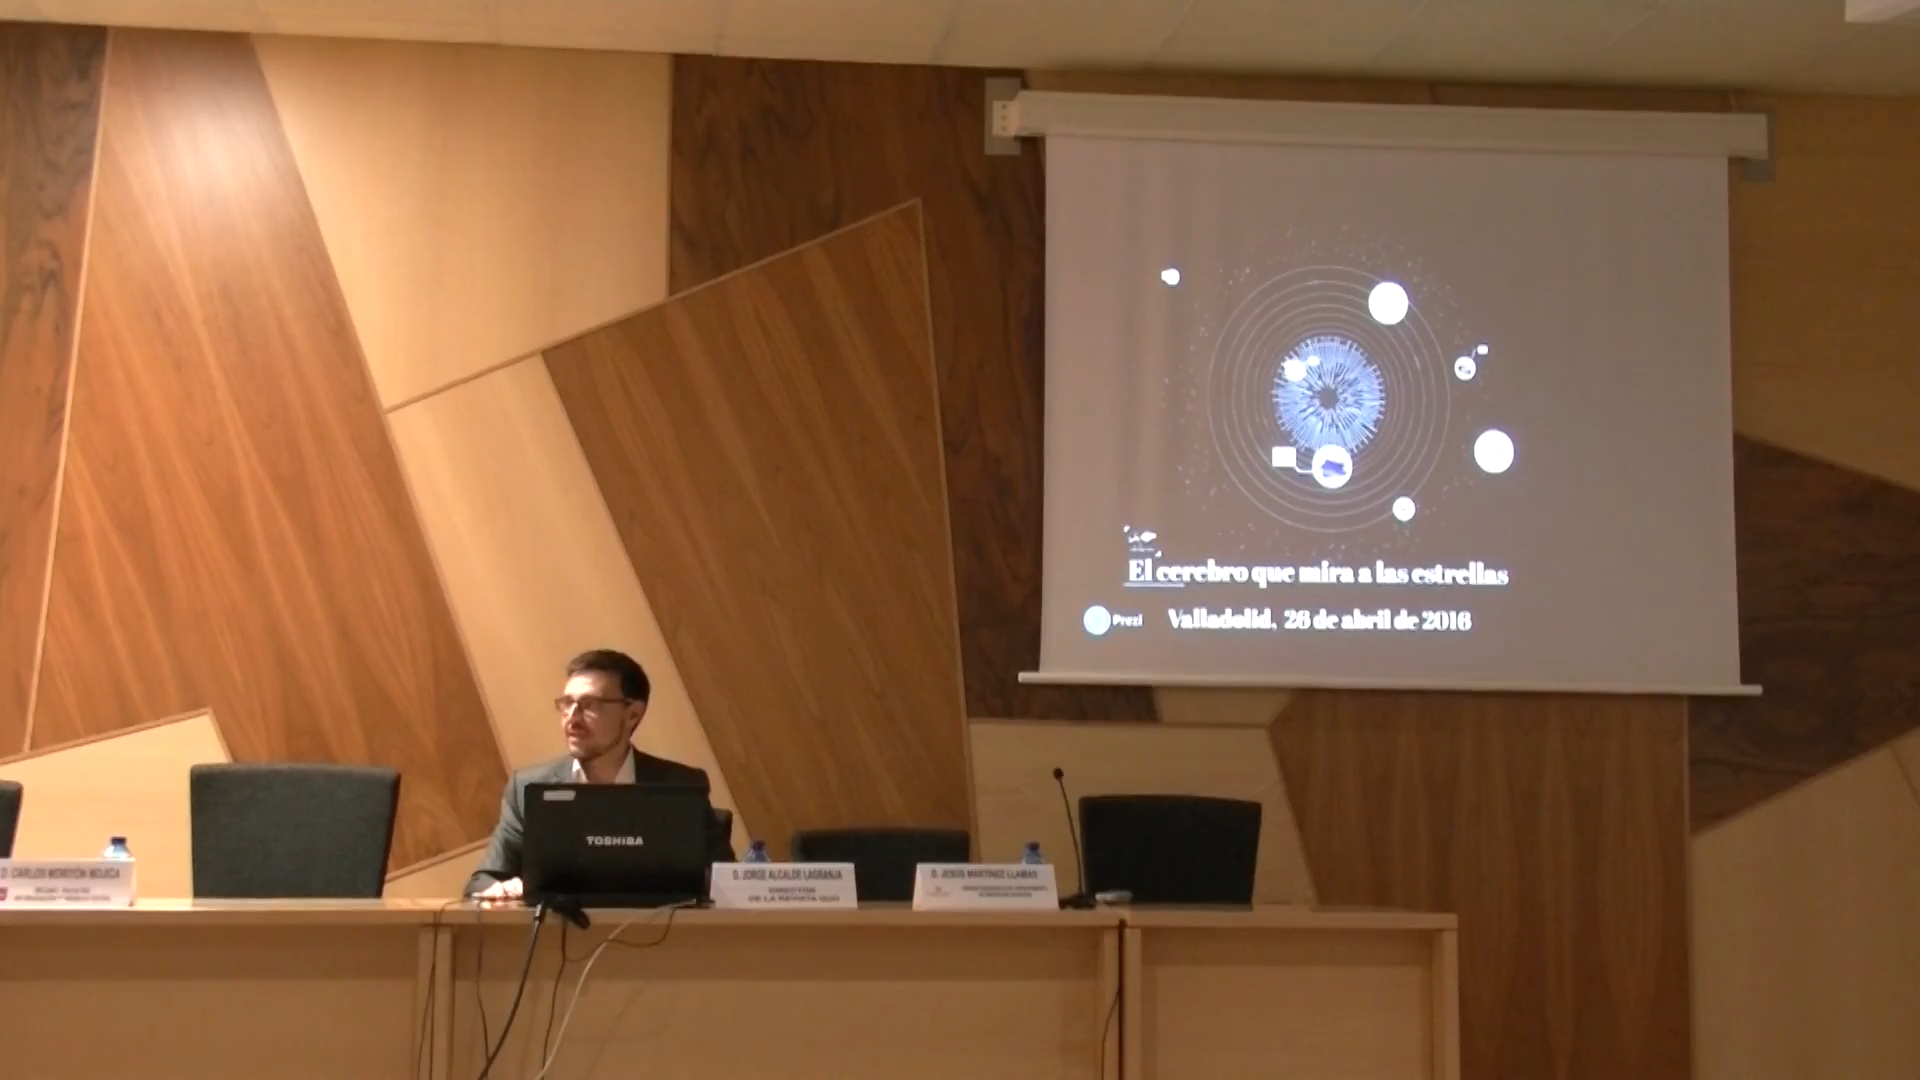 El cerebro que mira a las estrellas
Prezi
Valladolid, 26 de abril de 2016
TOSHIBA
D. CARLOS MORIYÓN MOJICA
D. JORGE ALCALDE LAGRANJA
DIRECTOR
DE LA REVISTA QUO
D. JESÚS MARTÍNEZ LLAMAS